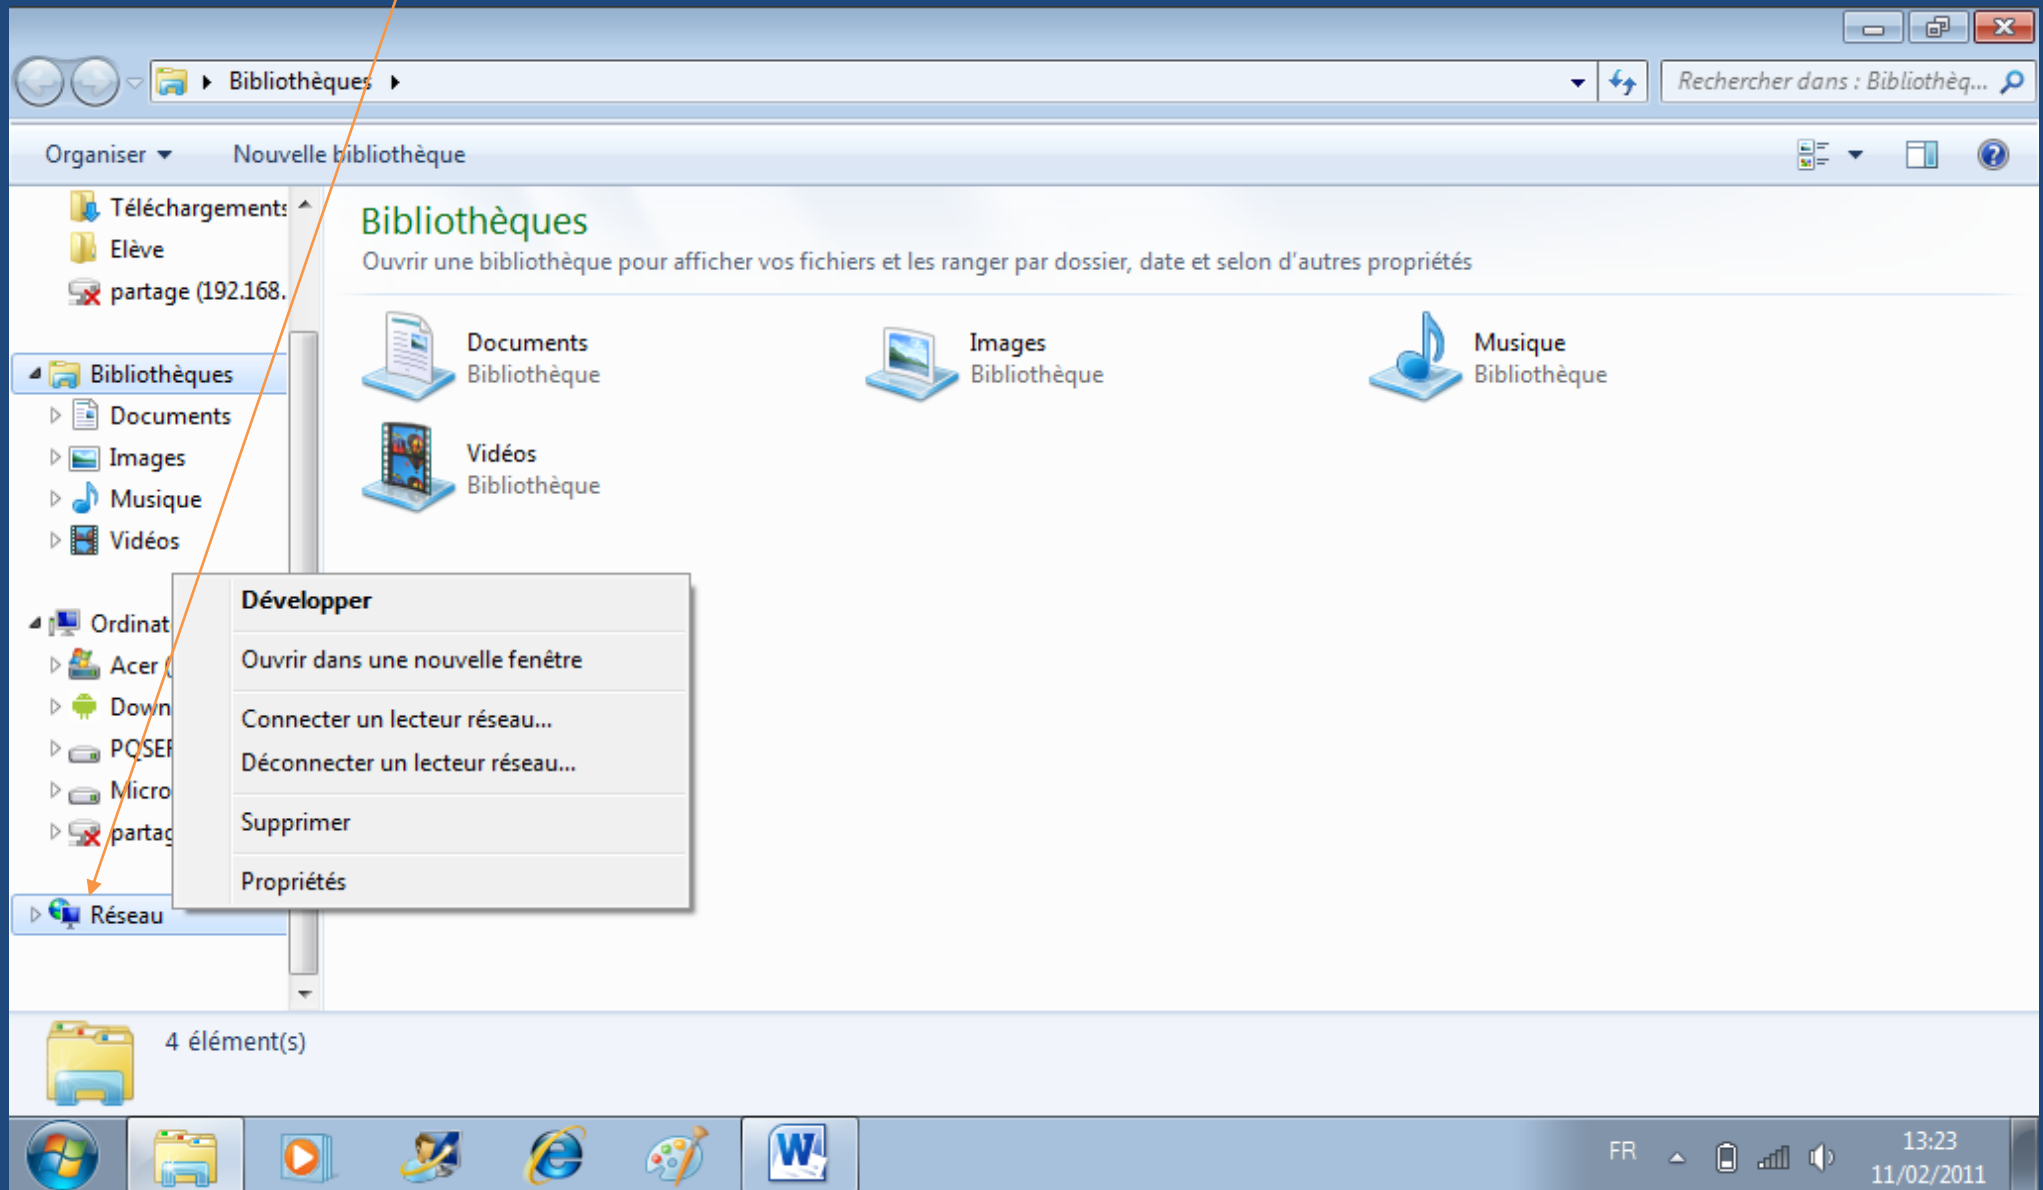 Bibliothèques
Rechercher dans : Bibliothèq...
Organiser
Nouvelle bibliothèque
Téléchargements
Elève
partage (192.168.
Bibliothèques
Documents
Images
Musique
Vidéos
Ordinat
Acer (
Down
PQSER
Micro
partag
Réseau
Bibliothèques
Ouvrir une bibliothèque pour afficher vos fichiers et les ranger par dossier, date et selon d'autres propriétés
Documents
Bibliothèque
Images
Bibliothèque
Musique
Bibliothèque
Vidéos
Bibliothèque
Développer
Ouvrir dans une nouvelle fenêtre
Connecter un lecteur réseau...
Déconnecter un lecteur réseau...
Supprimer
Propriétés
4 élément(s)
FR
13:23
11/02/2011